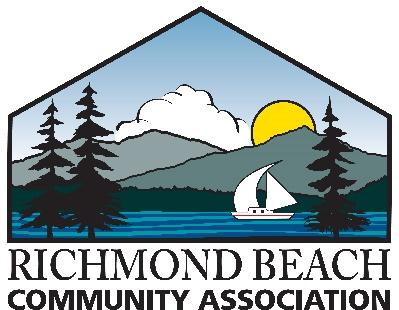 RICHMOND BEACH
COMMUNITY ASSOCIATION